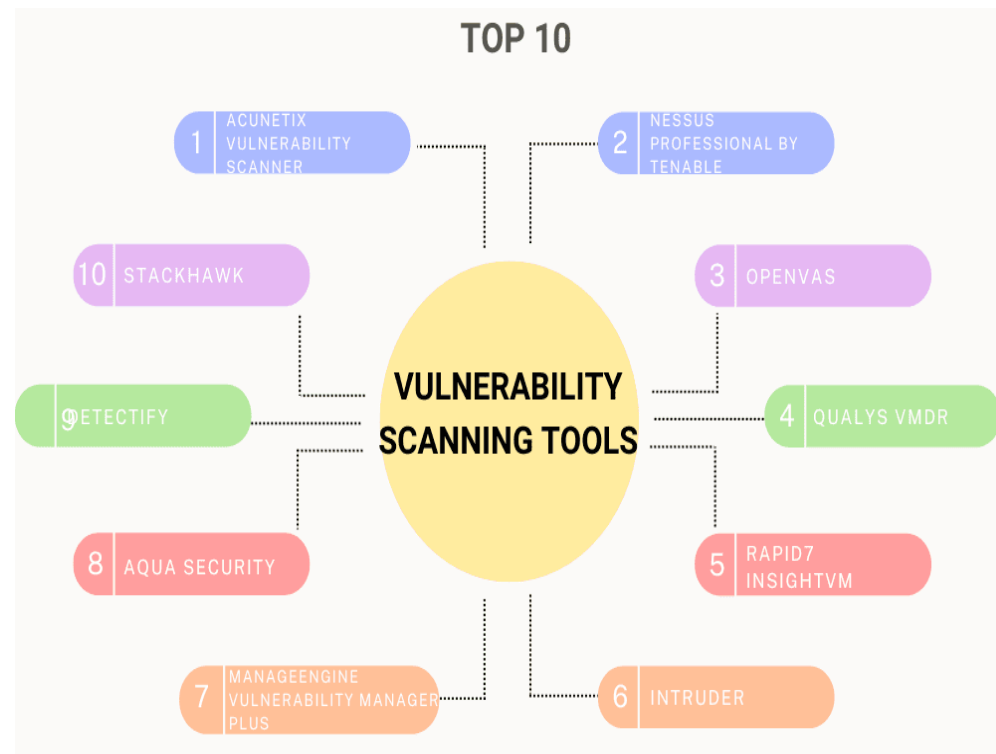 TOP 10
1
ACUNETIX
VULNERABILITY
SCANNER
2
NESSUS
PROFESSIONAL BY
TENABLE
10
STACKHAWK
3
OPENVAS
VULNERABILITY
SCANNING TOOLS
9
DETECTIFY
4
QUALYS VMDR
8
AQUA SECURITY
5
RAPID7
INSIGHTVM
7
MANAGEENGINE
VULNERABILITY MANAGER
PLUS
6
INTRUDER